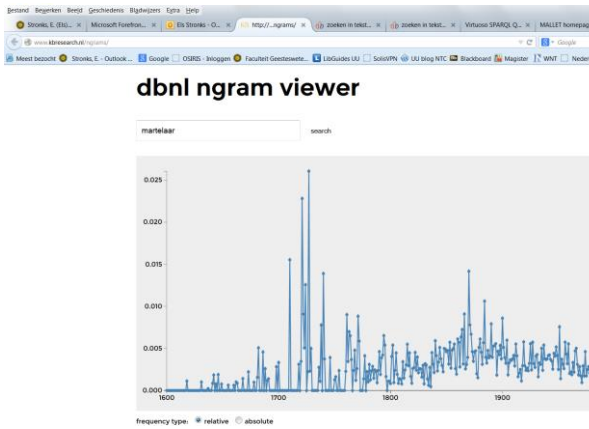 Bestand Bewerken Beeld Geschiedenis Bladwijzers Extra Help
Stronks, E. (Els)... × Microsoft Forefron... × Els Stronks - O... × http://...ngrams/ × zoeken in tekst... × zoeken in tekst... × Virtuoso SPARQL Q... × MALLET homepag
www.kbresearch.nl/ngrams/ Google
Meest bezocht Stronks, E. - Outlook ... Google OSIRIS - Inloggen Faculteit Geesteswete... LibGuides UU SolisVPN UU blog NTC Blackboard Magister WNT Neder
dbnl ngram viewer
martelaar search
0.025
0.020
0.015
0.010
0.005
0.000
1600 1700 1800 1900
frequency type: relative absolute